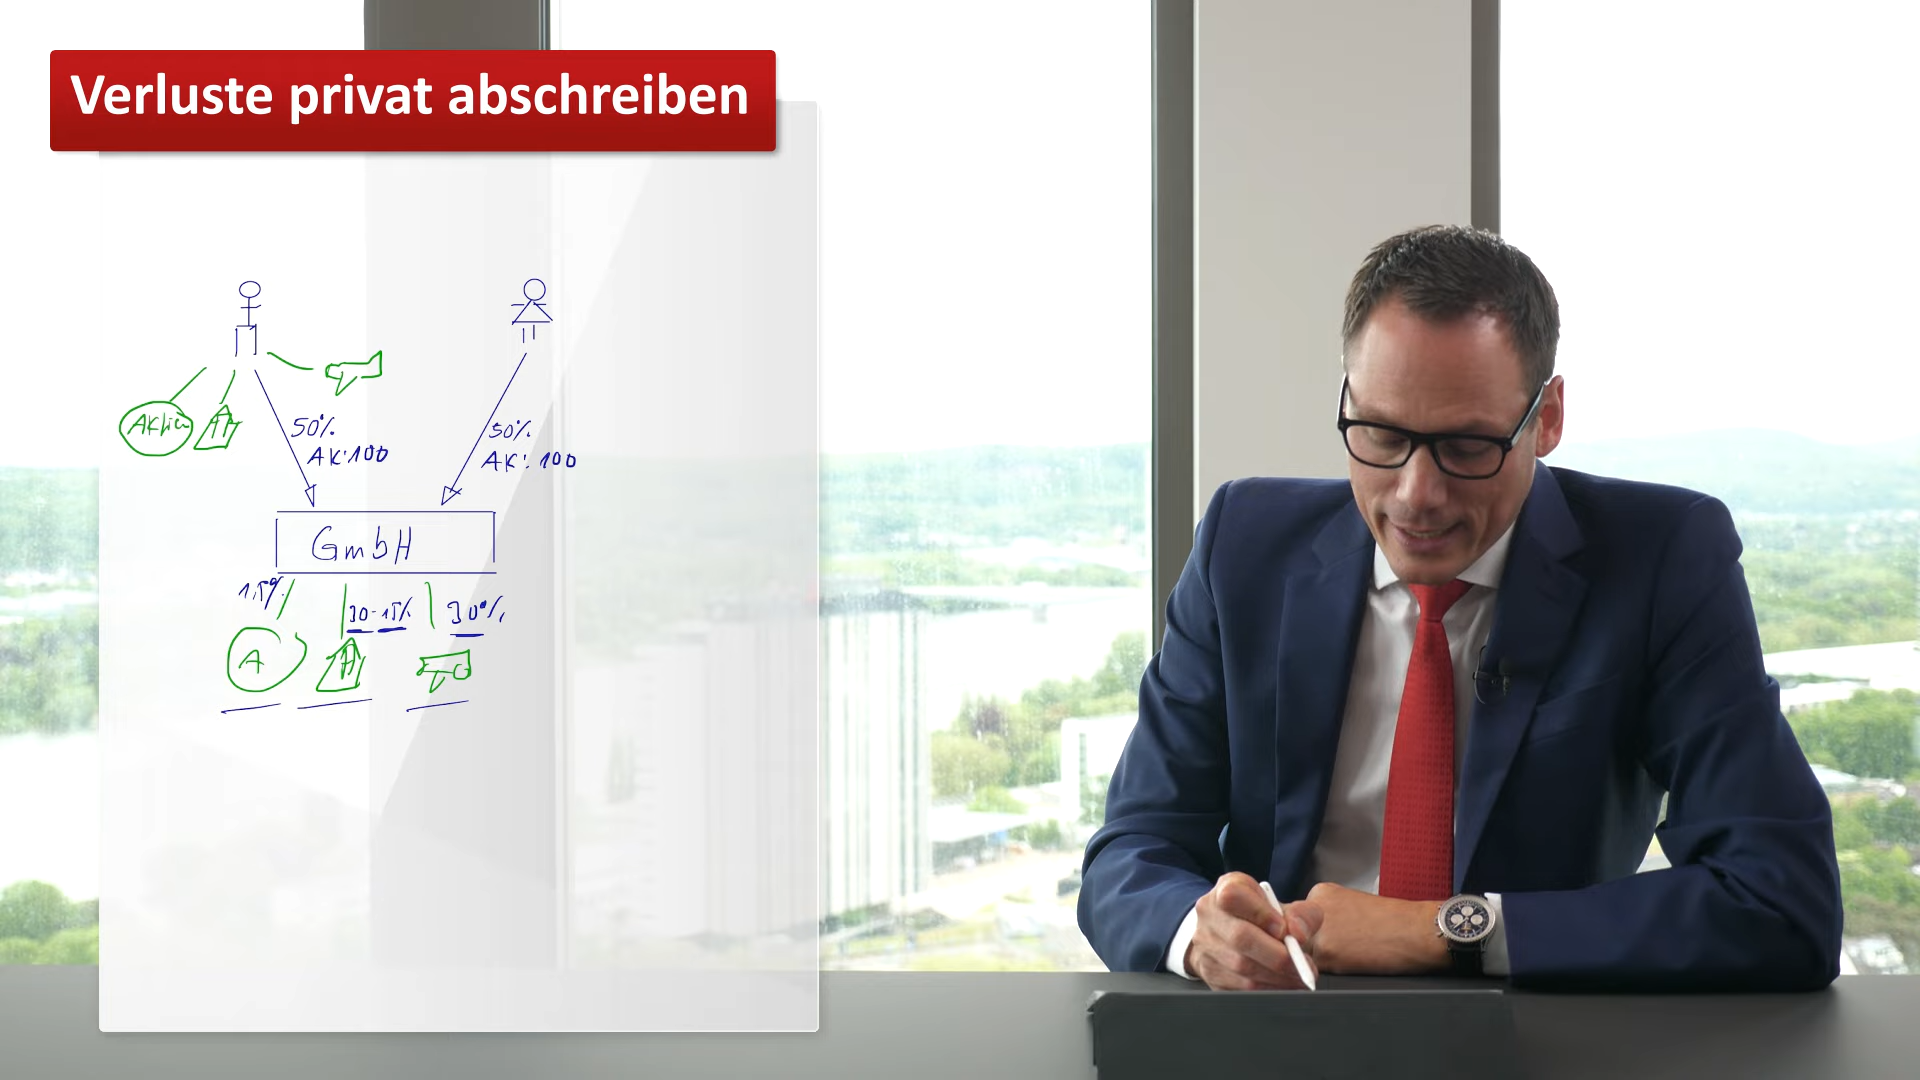 Verluste privat abschreiben
Aktien
50%
AK: 100
50%
AK: 100
GmbH
1,5%
30-15%
30%
A